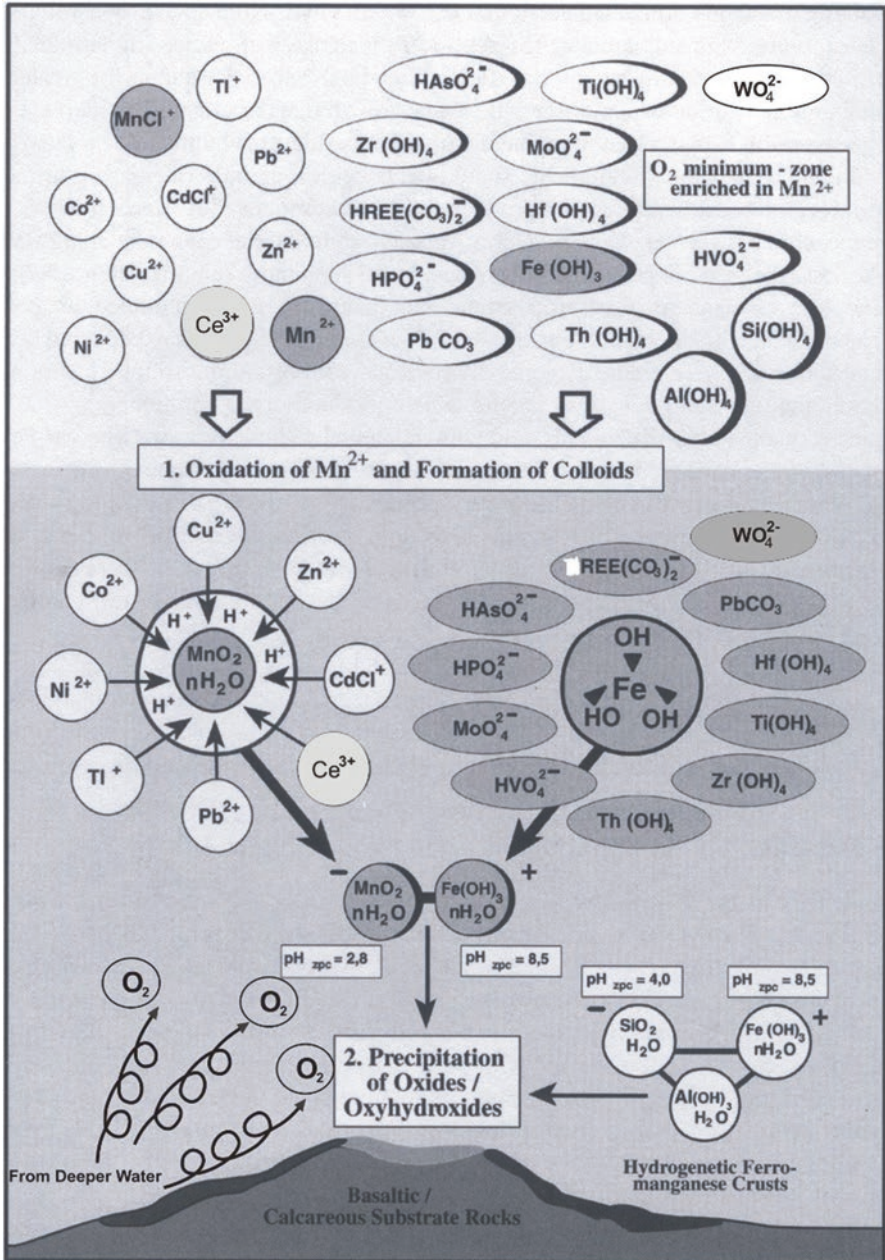 Tl⁺
MnCl⁺
Pb²⁺
CdCl⁺
Co²⁺
Zn²⁺
Cu²⁺
Ce³⁺
Mn²⁺
Ni²⁺
HAsO₄²⁻
Ti(OH)₄
WO₄²⁻
Zr (OH)₄
MoO₄²⁻
O₂ minimum - zone
enriched in Mn²⁺
HREE(CO₃)₂⁻
Hf (OH)₄
HVO₄²⁻
HPO₄²⁻
Fe (OH)₃
Pb CO₃
Th (OH)₄
Si(OH)₄
Al(OH)₄
1. Oxidation of Mn²⁺ and Formation of Colloids
Cu²⁺
Co²⁺
Zn²⁺
H⁺
H⁺
H⁺
H⁺
H⁺
MnO₂
nH₂O
Ni²⁺
CdCl⁺
Tl⁺
Ce³⁺
Pb²⁺
WO₄²⁻
REE(CO₃)₂⁻
HAsO₄²⁻
PbCO₃
OH
Fe
HO OH
HPO₄²⁻
Hf (OH)₄
MoO₄²⁻
Ti(OH)₄
HVO₄²⁻
Zr (OH)₄
Th (OH)₄
− +
MnO₂
nH₂O
Fe(OH)₃
nH₂O
pH zpc = 2,8
pH zpc = 8,5
pH zpc = 4,0
pH zpc = 8,5
− +
SiO₂
H₂O
Fe (OH)₃
nH₂O
Al(OH)₃
H₂O
O₂
O₂
O₂
2. Precipitation
of Oxides /
Oxyhydroxides
From Deeper Water
Hydrogenetic Ferro-
manganese Crusts
Basaltic /
Calcareous Substrate Rocks